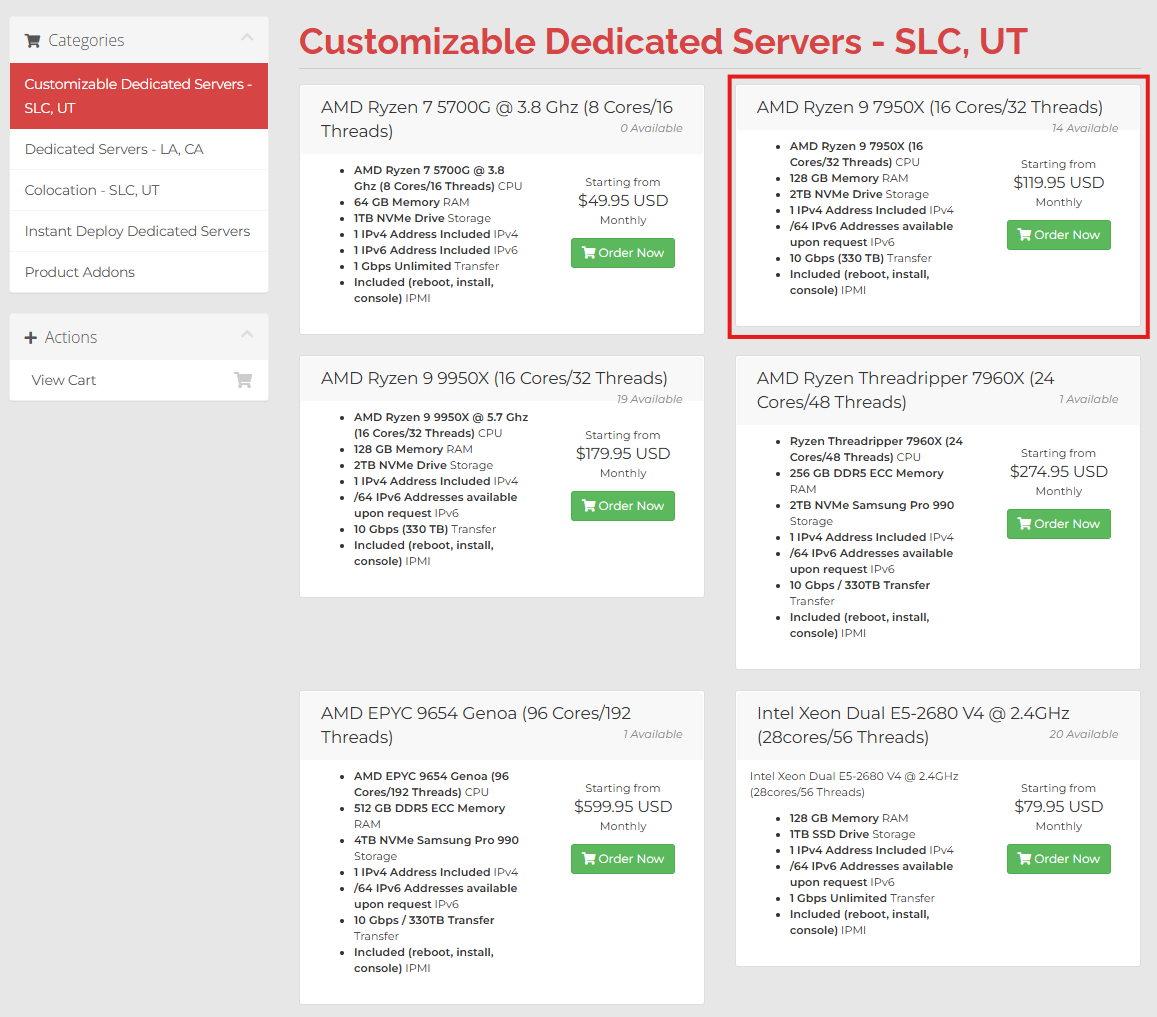 Categories
Customizable Dedicated Servers -
SLC, UT
Dedicated Servers - LA, CA
Colocation - SLC, UT
Instant Deploy Dedicated Servers
Product Addons
Actions
View Cart
Customizable Dedicated Servers - SLC, UT
AMD Ryzen 7 5700G @ 3.8 Ghz (8 Cores/16
Threads)
0 Available
AMD Ryzen 7 5700G @ 3.8
Ghz (8 Cores/16 Threads) CPU
64 GB Memory RAM
1TB NVMe Drive Storage
1 IPv4 Address Included IPv4
1 IPv6 Address Included IPv6
1 Gbps Unlimited Transfer
Included (reboot, install,
console) IPMI
Starting from
$49.95 USD
Monthly
Order Now
AMD Ryzen 9 7950X (16 Cores/32 Threads)
14 Available
AMD Ryzen 9 7950X (16
Cores/32 Threads) CPU
128 GB Memory RAM
2TB NVMe Drive Storage
1 IPv4 Address Included IPv4
/64 IPv6 Addresses available
upon request IPv6
10 Gbps (330 TB) Transfer
Included (reboot, install,
console) IPMI
Starting from
$119.95 USD
Monthly
Order Now
AMD Ryzen 9 9950X (16 Cores/32 Threads)
19 Available
AMD Ryzen 9 9950X @ 5.7 Ghz
(16 Cores/32 Threads) CPU
128 GB Memory RAM
2TB NVMe Drive Storage
1 IPv4 Address Included IPv4
/64 IPv6 Addresses available
upon request IPv6
10 Gbps (330 TB) Transfer
Included (reboot, install,
console) IPMI
Starting from
$179.95 USD
Monthly
Order Now
AMD Ryzen Threadripper 7960X (24
Cores/48 Threads)
1 Available
Ryzen Threadripper 7960X (24
Cores/48 Threads) CPU
256 GB DDR5 ECC Memory
RAM
2TB NVMe Samsung Pro 990
Storage
1 IPv4 Address Included IPv4
/64 IPv6 Addresses available
upon request IPv6
10 Gbps / 330TB Transfer
Transfer
Included (reboot, install,
console) IPMI
Starting from
$274.95 USD
Monthly
Order Now
AMD EPYC 9654 Genoa (96 Cores/192
Threads)
1 Available
AMD EPYC 9654 Genoa (96
Cores/192 Threads) CPU
512 GB DDR5 ECC Memory
RAM
4TB NVMe Samsung Pro 990
Storage
1 IPv4 Address Included IPv4
/64 IPv6 Addresses available
upon request IPv6
10 Gbps / 330TB Transfer
Transfer
Included (reboot, install,
console) IPMI
Starting from
$599.95 USD
Monthly
Order Now
Intel Xeon Dual E5-2680 V4 @ 2.4GHz
(28cores/56 Threads)
20 Available
Intel Xeon Dual E5-2680 V4 @ 2.4GHz
(28cores/56 Threads)
128 GB Memory RAM
1TB SSD Drive Storage
1 IPv4 Address Included IPv4
/64 IPv6 Addresses available
upon request IPv6
1 Gbps Unlimited Transfer
Included (reboot, install,
console) IPMI
Starting from
$79.95 USD
Monthly
Order Now